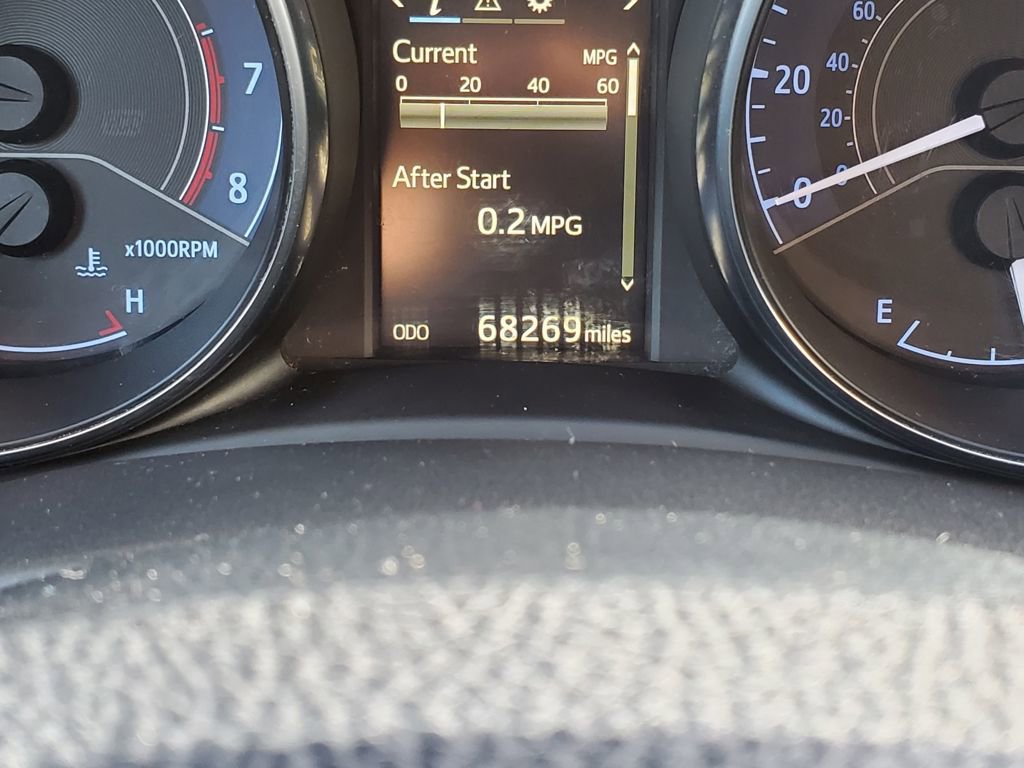 7
8
x1000RPM
H
Current MPG
0 20 40 60
After Start
0.2 MPG
ODO 68269 miles
60
40
20
0
20
0
E